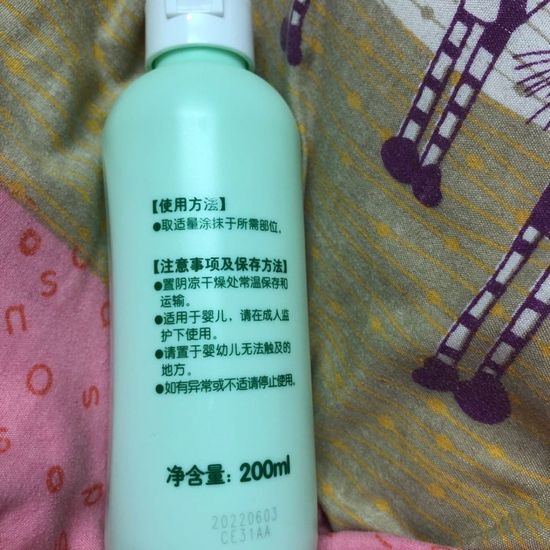 【使用方法】
●取适量涂抹于所需部位。
【注意事项及保存方法】
●置阴凉干燥处常温保存和
运输。
●适用于婴儿，请在成人监
护下使用。
●请置于婴幼儿无法触及的
地方。
●如有异常或不适请停止使用。
净含量：200ml
20220603
CE31AA